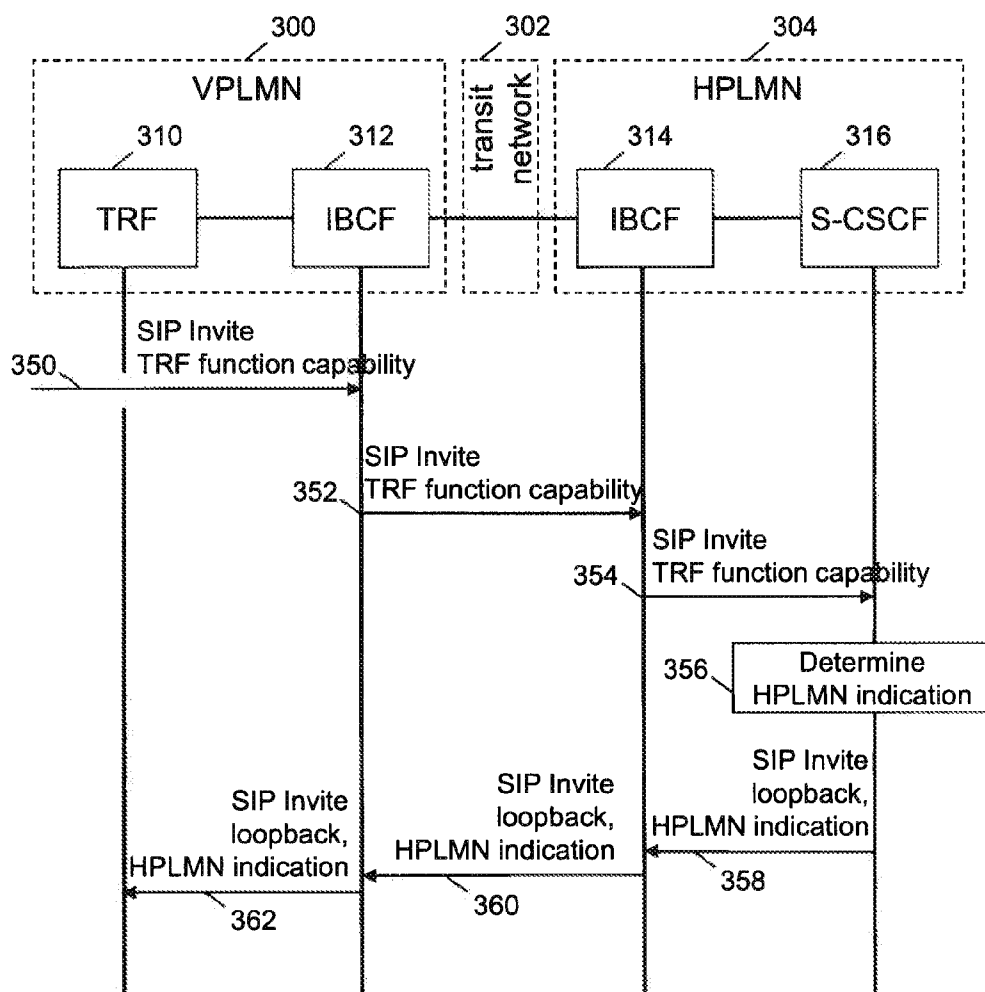 300
302
304
VPLMN
transit
network
HPLMN
310
312
314
316
TRF
IBCF
IBCF
S-CSCF
SIP Invite
TRF function capability
350
SIP Invite
TRF function capability
352
SIP Invite
TRF function capability
354
356
Determine
HPLMN indication
SIP Invite
loopback,
HPLMN indication
358
SIP Invite
loopback,
HPLMN indication
360
SIP Invite
loopback,
HPLMN indication
362